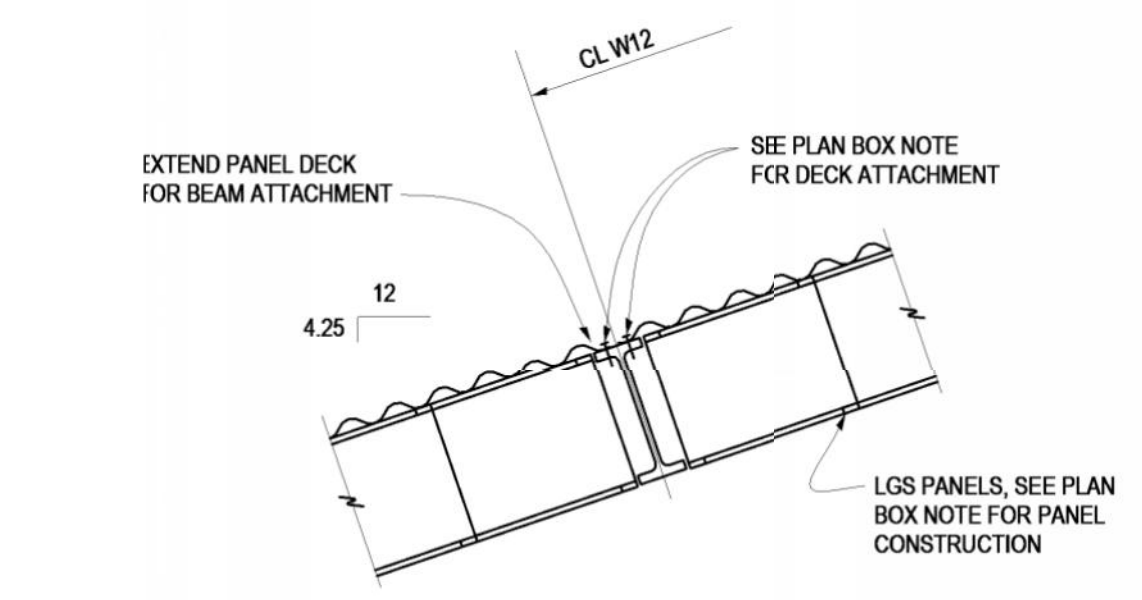 CL W12
EXTEND PANEL DECK
FOR BEAM ATTACHMENT
SEE PLAN BOX NOTE
FOR DECK ATTACHMENT
12
4.25
LGS PANELS, SEE PLAN
BOX NOTE FOR PANEL
CONSTRUCTION